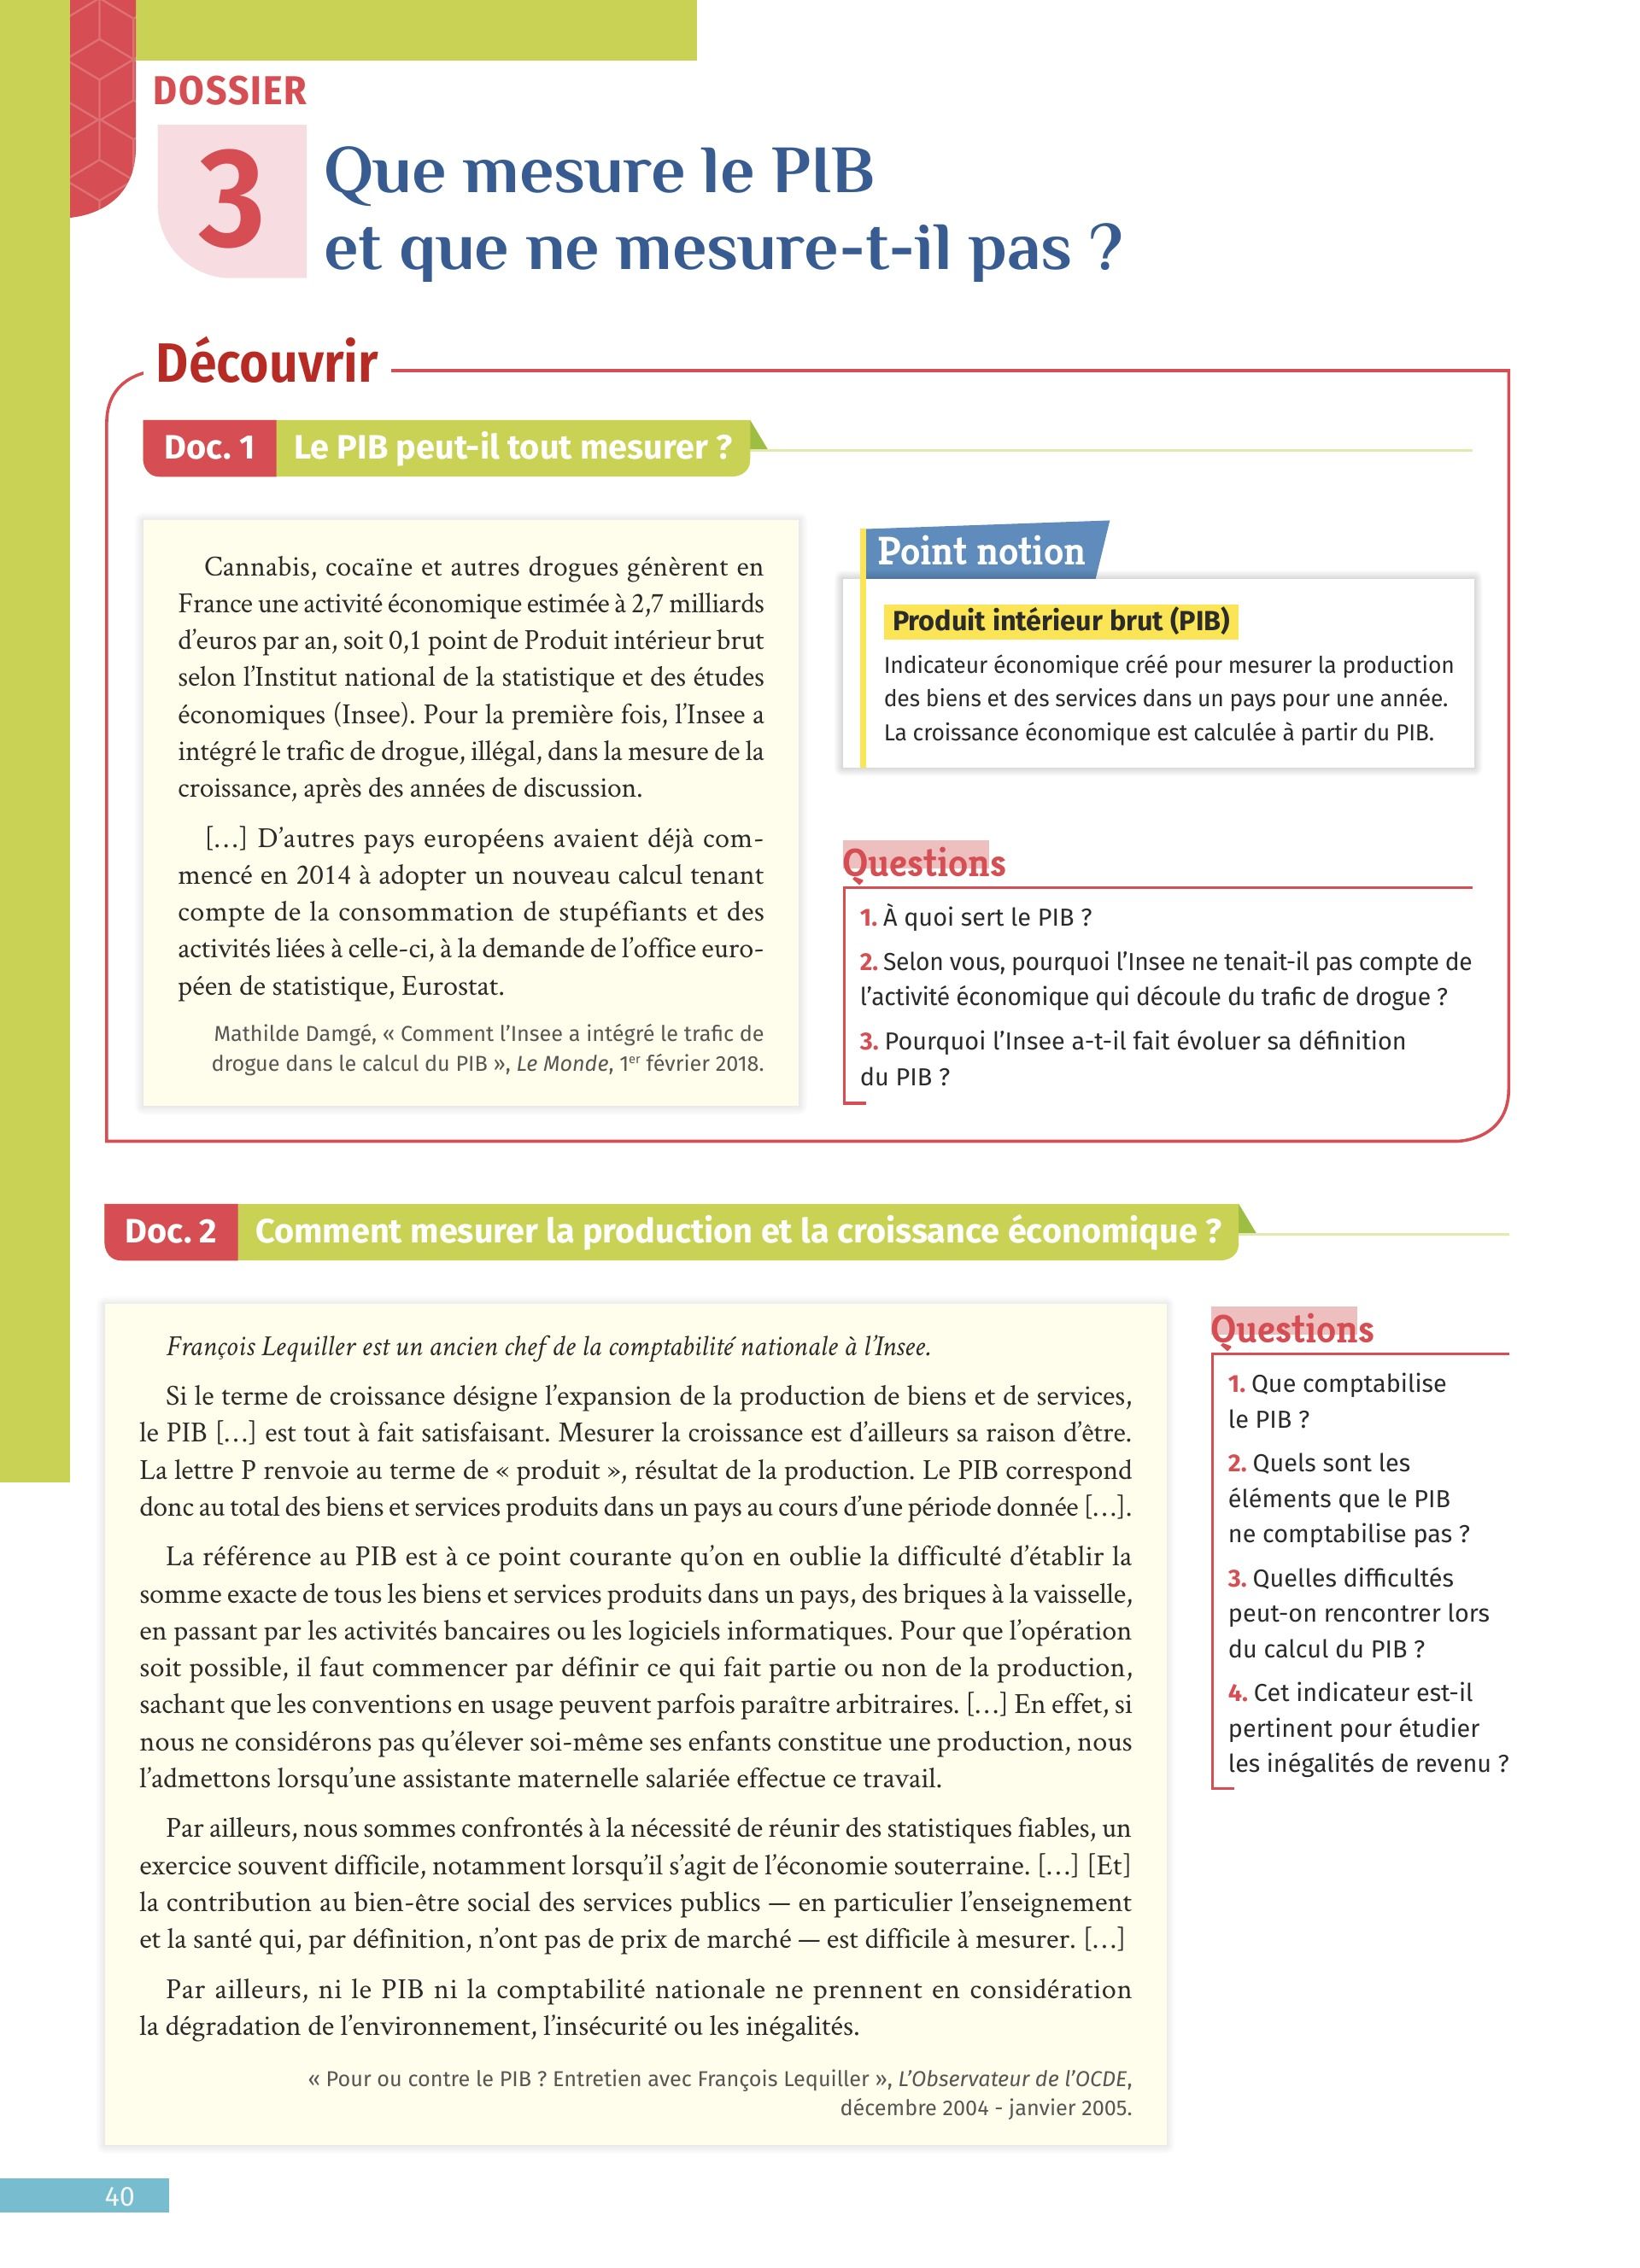 DOSSIER
3
Que mesure le PIB
et que ne mesure-t-il pas ?
Découvrir
Doc. 1 Le PIB peut-il tout mesurer ?
Cannabis, cocaïne et autres drogues génèrent en
France une activité économique estimée à 2,7 milliards
d’euros par an, soit 0,1 point de Produit intérieur brut
selon l’Institut national de la statistique et des études
économiques (Insee). Pour la première fois, l’Insee a
intégré le trafic de drogue, illégal, dans la mesure de la
croissance, après des années de discussion.
[…] D’autres pays européens avaient déjà com-
mencé en 2014 à adopter un nouveau calcul tenant
compte de la consommation de stupéfiants et des
activités liées à celle-ci, à la demande de l’office euro-
péen de statistique, Eurostat.
Mathilde Damgé, « Comment l’Insee a intégré le trafic de
drogue dans le calcul du PIB », Le Monde, 1er février 2018.
Point notion
Produit intérieur brut (PIB)
Indicateur économique créé pour mesurer la production
des biens et des services dans un pays pour une année.
La croissance économique est calculée à partir du PIB.
Questions
1. À quoi sert le PIB ?
2. Selon vous, pourquoi l’Insee ne tenait-il pas compte de
l’activité économique qui découle du trafic de drogue ?
3. Pourquoi l’Insee a-t-il fait évoluer sa définition
du PIB ?
Doc. 2 Comment mesurer la production et la croissance économique ?
François Lequiller est un ancien chef de la comptabilité nationale à l’Insee.
Si le terme de croissance désigne l’expansion de la production de biens et de services,
le PIB […] est tout à fait satisfaisant. Mesurer la croissance est d’ailleurs sa raison d’être.
La lettre P renvoie au terme de « produit », résultat de la production. Le PIB correspond
donc au total des biens et services produits dans un pays au cours d’une période donnée […].
La référence au PIB est à ce point courante qu’on en oublie la difficulté d’établir la
somme exacte de tous les biens et services produits dans un pays, des briques à la vaisselle,
en passant par les activités bancaires ou les logiciels informatiques. Pour que l’opération
soit possible, il faut commencer par définir ce qui fait partie ou non de la production,
sachant que les conventions en usage peuvent parfois paraître arbitraires. […] En effet, si
nous ne considérons pas qu’élever soi-même ses enfants constitue une production, nous
l’admettons lorsqu’une assistante maternelle salariée effectue ce travail.
Par ailleurs, nous sommes confrontés à la nécessité de réunir des statistiques fiables, un
exercice souvent difficile, notamment lorsqu’il s’agit de l’économie souterraine. […] [Et]
la contribution au bien-être social des services publics — en particulier l’enseignement
et la santé qui, par définition, n’ont pas de prix de marché — est difficile à mesurer. […]
Par ailleurs, ni le PIB ni la comptabilité nationale ne prennent en considération
la dégradation de l’environnement, l’insécurité ou les inégalités.
« Pour ou contre le PIB ? Entretien avec François Lequiller », L’Observateur de l’OCDE,
décembre 2004 - janvier 2005.
Questions
1. Que comptabilise
le PIB ?
2. Quels sont les
éléments que le PIB
ne comptabilise pas ?
3. Quelles difficultés
peut-on rencontrer lors
du calcul du PIB ?
4. Cet indicateur est-il
pertinent pour étudier
les inégalités de revenu ?
40